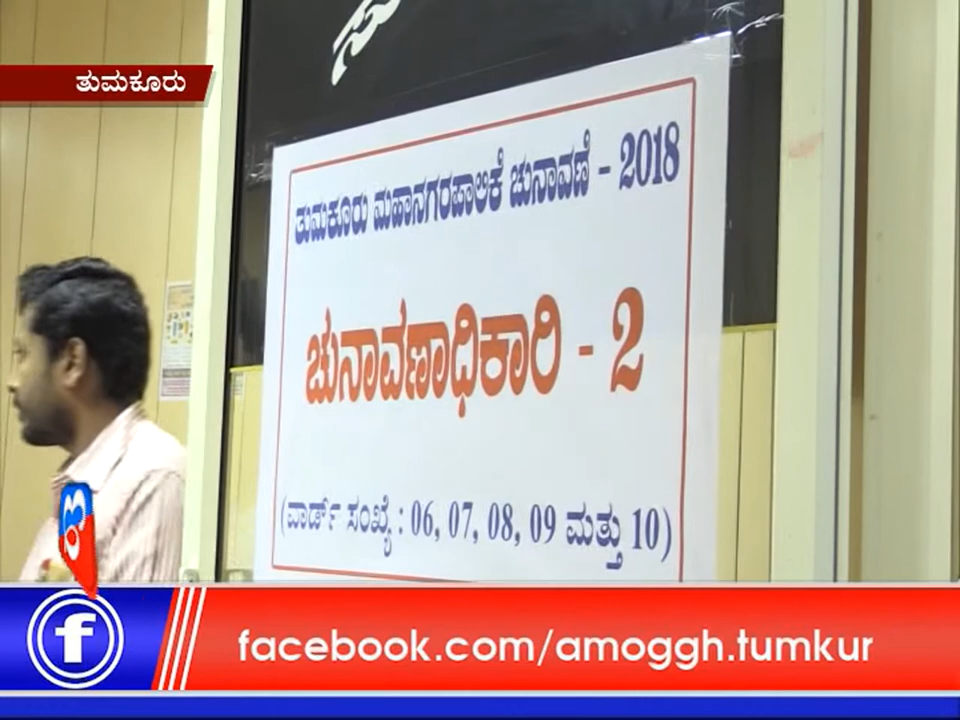 ತುಮಕೂರು
ತುಮಕೂರು ಮಹಾನಗರಪಾಲಿಕೆ ಚುನಾವಣೆ - 2018
ಚುನಾವಣಾಧಿಕಾರಿ - 2
(ವಾರ್ಡ್ ಸಂಖ್ಯೆ : 06, 07, 08, 09 ಮತ್ತು 10)
facebook.com/amoggh.tumkur